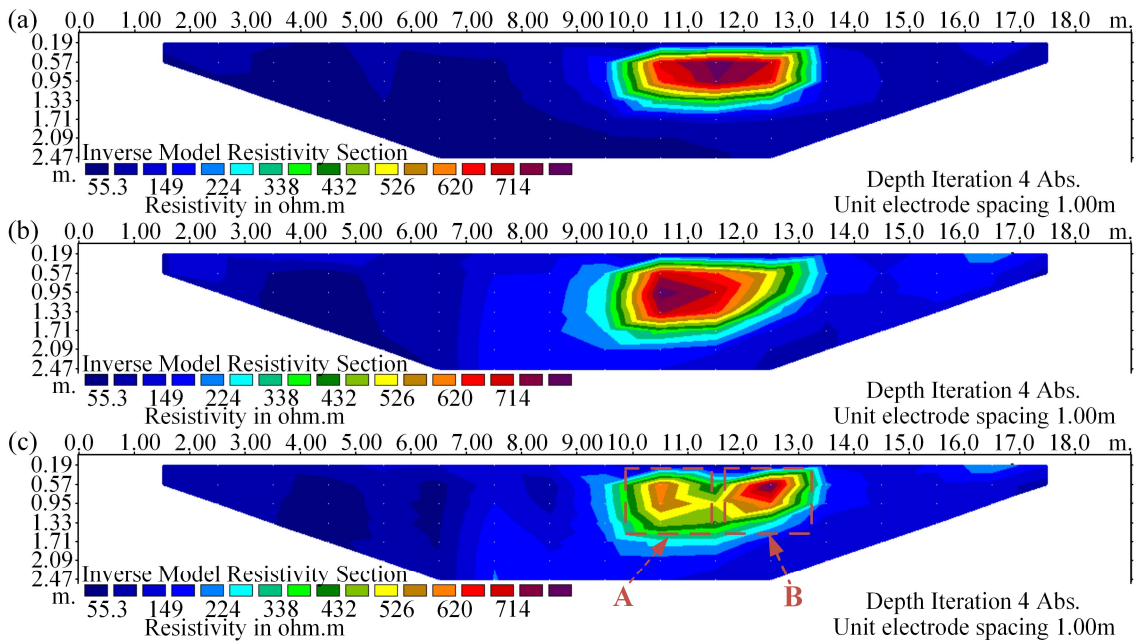 (a) 0.0 1.00 2.00 3.00 4.00 5.00 6.00 7.00 8.00 9.00 10.0 11.0 12.0 13.0 14.0 15.0 16.0 17.0 18.0 m.
0.19
0.57
0.95
1.33
1.71
2.09
2.47
m.
Inverse Model Resistivity Section
55.3 149 224 338 432 526 620 714
Resistivity in ohm.m
Depth Iteration 4 Abs.
Unit electrode spacing 1.00m
(b) 0.0 1.00 2.00 3.00 4.00 5.00 6.00 7.00 8.00 9.00 10.0 11.0 12.0 13.0 14.0 15.0 16.0 17.0 18.0 m.
0.19
0.57
0.95
1.33
1.71
2.09
2.47
m.
Inverse Model Resistivity Section
55.3 149 224 338 432 526 620 714
Resistivity in ohm.m
Depth Iteration 4 Abs.
Unit electrode spacing 1.00m
(c) 0.0 1.00 2.00 3.00 4.00 5.00 6.00 7.00 8.00 9.00 10.0 11.0 12.0 13.0 14.0 15.0 16.0 17.0 18.0 m.
0.19
0.57
0.95
1.33
1.71
2.09
2.47
m.
Inverse Model Resistivity Section
55.3 149 224 338 432 526 620 714
Resistivity in ohm.m
A B
Depth Iteration 4 Abs.
Unit electrode spacing 1.00m